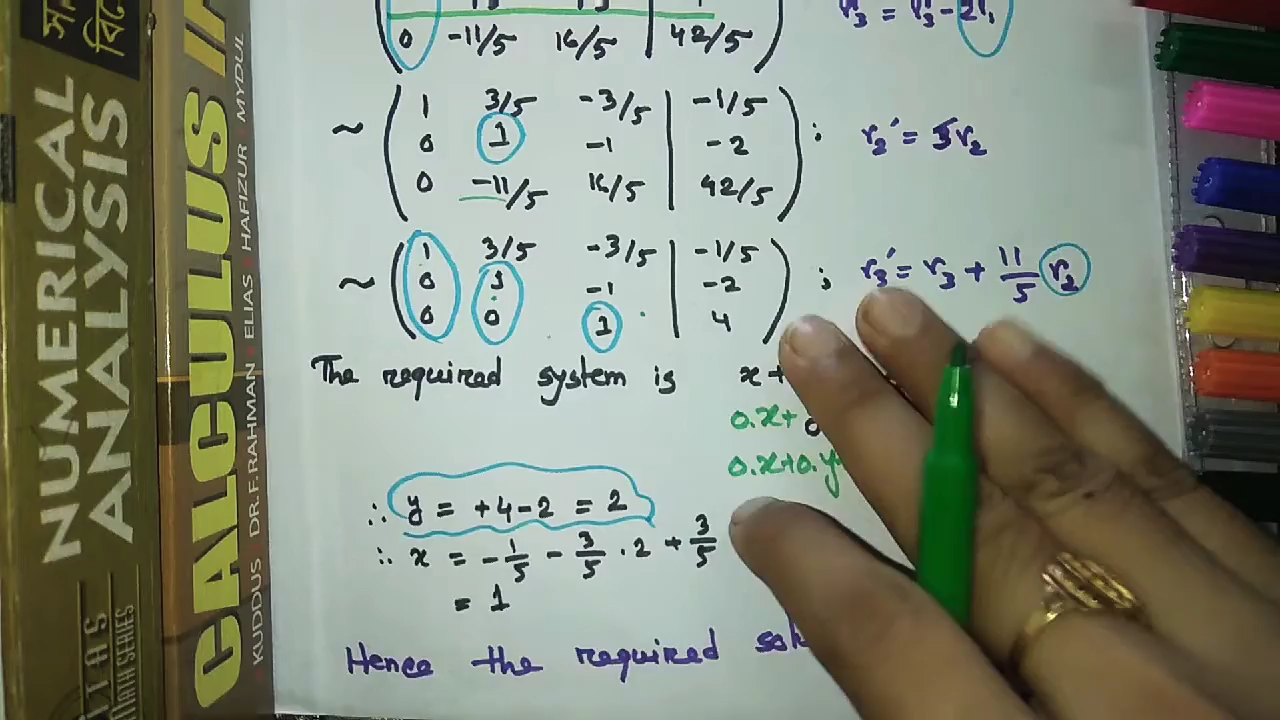 r₃' = r₃ - 2r₁
0 -11/5 16/5 | 42/5
1 3/5 -3/5 | -1/5
~ 0 1 -1 | -2 ; r₂' = 5r₂
0 -11/5 16/5 | 42/5
1 3/5 -3/5 | -1/5
~ 0 1 -1 | -2 ; r₃' = r₃ + 11/5 r₂
0 0 1 | 4
The required system is x+
0.x+ 0
0.x+0.y
∴ y = +4-2 = 2
∴ x = -1/5 - 3/5 . 2 + 3/5
= 1
Hence the required
NUMERICAL
ANALYSIS
MATH SERIES
CALCULUS
KUDDUS DR.F.RAHMAN ELIAS HAFIZUR MYDUL